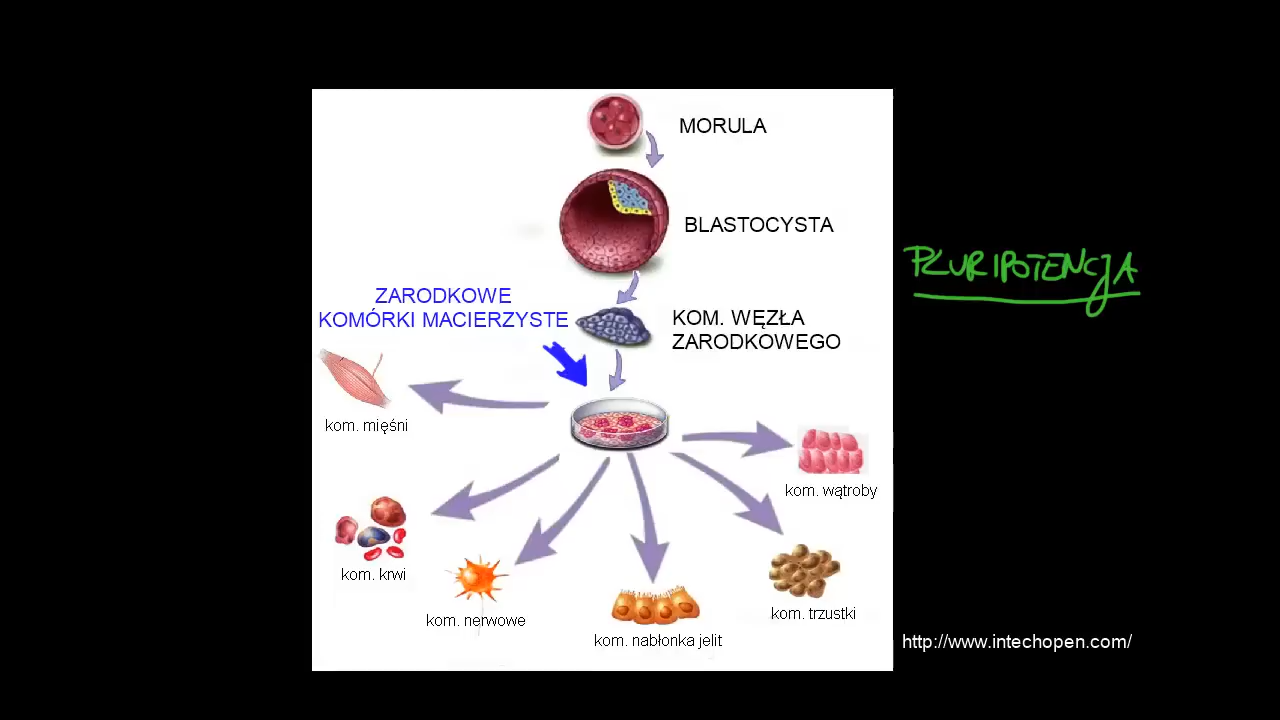 MORULA
BLASTOCYSTA
PLURIPOTENCJA
ZARODKOWE
KOMÓRKI MACIERZYSTE
KOM. WĘZŁA
ZARODKOWEGO
kom. mięśni
kom. wątroby
kom. krwi
kom. nerwowe
kom. nabłonka jelit
kom. trzustki
http://www.intechopen.com/